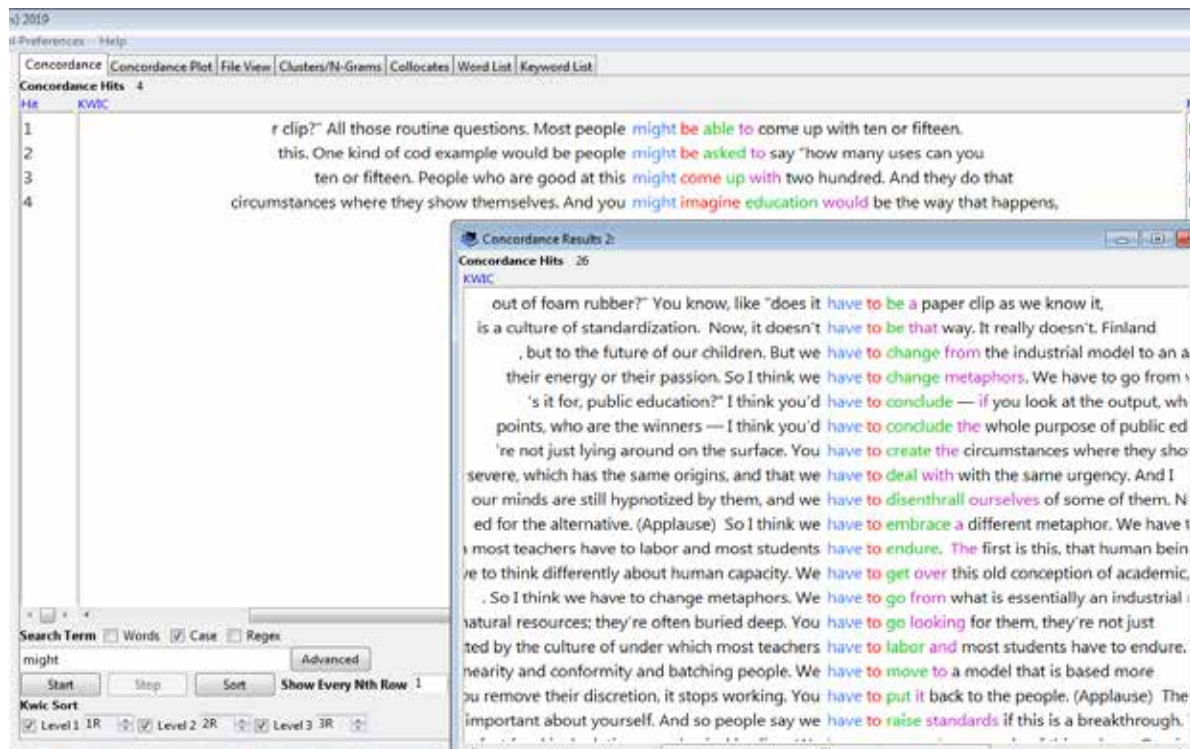 2019
Preferences Help
Concordance Concordance Plot File View Clusters/N-Grams Collocates Word List Keyword List
Concordance Hits 4
Hit KWIC
1 r clip?" All those routine questions. Most people might be able to come up with ten or fifteen.
2 this. One kind of cod example would be people might be asked to say "how many uses can you
3 ten or fifteen. People who are good at this might come up with two hundred. And they do that
4 circumstances where they show themselves. And you might imagine education would be the way that happens,
Concordance Results 2:
Concordance Hits 26
KWIC
out of foam rubber?" You know, like "does it have to be a paper clip as we know it,
is a culture of standardization. Now, it doesn't have to be that way. It really doesn't. Finland
, but to the future of our children. But we have to change from the industrial model to an a
their energy or their passion. So I think we have to change metaphors. We have to go from
's it for, public education?" I think you'd have to conclude — if you look at the output, wh
points, who are the winners — I think you'd have to conclude the whole purpose of public ed
're not just lying around on the surface. You have to create the circumstances where they sho
severe, which has the same origins, and that we have to deal with with the same urgency. And I
our minds are still hypnotized by them, and we have to disenthrall ourselves of some of them. N
ed for the alternative. (Applause) So I think we have to embrace a different metaphor. We have t
most teachers have to labor and most students have to endure. The first is this, that human bein
ve to think differently about human capacity. We have to get over this old conception of academic,
. So I think we have to change metaphors. We have to go from what is essentially an industrial
natural resources; they're often buried deep. You have to go looking for them, they're not just
ted by the culture of under which most teachers have to labor and most students have to endure.
nearity and conformity and batching people. We have to move to a model that is based more
ou remove their discretion, it stops working. You have to put it back to the people. (Applause) The
important about yourself. And so people say we have to raise standards if this is a breakthrough.
Search Term Words Case Regex
might Advanced
Start Stop Sort Show Every Nth Row 1
Kwic Sort
Level 1 1R Level 2 2R Level 3 3R